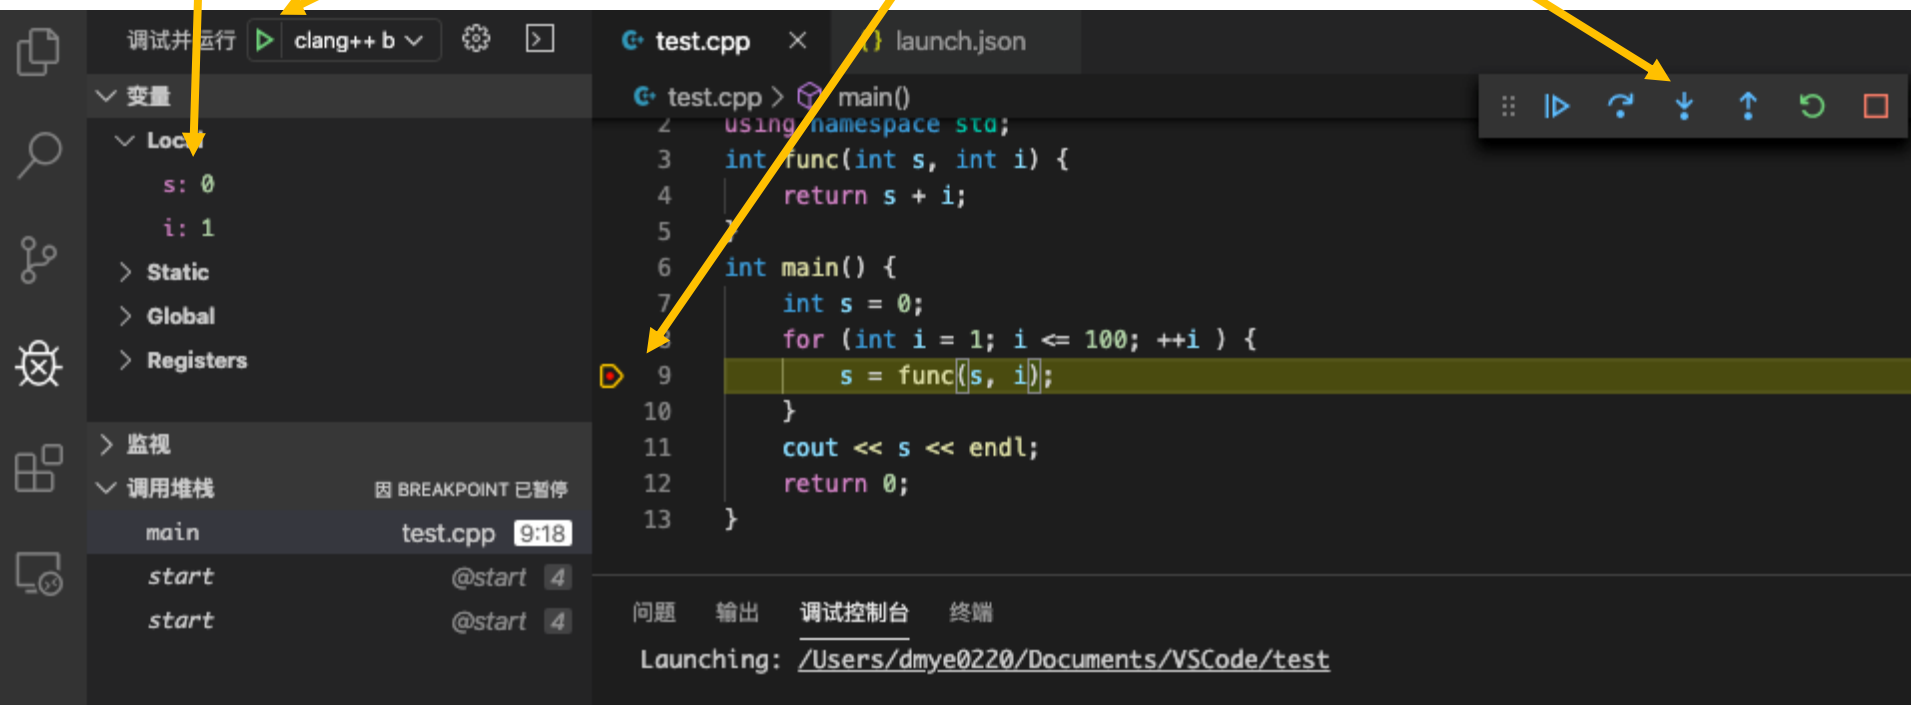 调试并运行 clang++ b
变量
Local
s: 0
i: 1
Static
Global
Registers
监视
调用堆栈 因 BREAKPOINT 已暂停
main test.cpp 9:18
start @start 4
start @start 4
test.cpp launch.json
test.cpp > main()
2 using namespace std;
3 int func(int s, int i) {
4 return s + i;
5 }
6 int main() {
7 int s = 0;
8 for (int i = 1; i <= 100; ++i ) {
9 s = func(s, i);
10 }
11 cout << s << endl;
12 return 0;
13 }
问题 输出 调试控制台 终端
Launching: /Users/dmye0220/Documents/VSCode/test